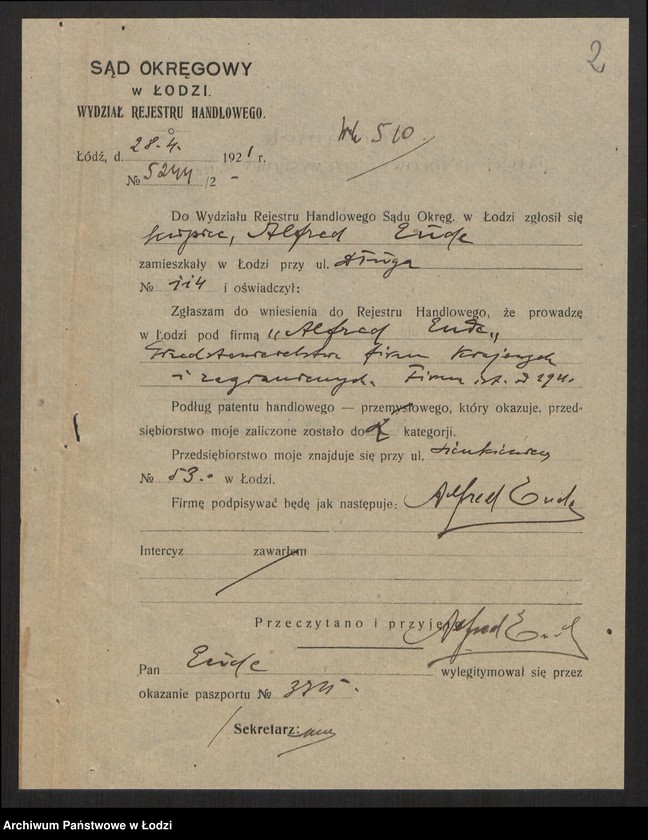 2
SĄD OKRĘGOWY
w ŁODZI.
WYDZIAŁ REJESTRU HANDLOWEGO.
510
Łódź, d. 28.4. 1921 r.
№ 5244/2 -
Do Wydziału Rejestru Handlowego Sądu Okręg. w Łodzi zgłosił się
kupiec, Alfred Ende
zamieszkały w Łodzi przy ul. Długa
№ 114 i oświadczył:
Zgłaszam do wniesienia do Rejestru Handlowego, że prowadzę
w Łodzi pod firmą "Alfred Ende"
Przedstawicielstwa firm krajowych
i zagranicznych. Firma
Podług patentu handlowego — przemysłowego, który okazuje, przed-
siębiorstwo moje zaliczone zostało do kategorji.
Przedsiębiorstwo moje znajduje się przy ul. Sienkiewicza
№ 53. w Łodzi.
Firmę podpisywać będę jak następuje: Alfred Ende
Intercyz zawarłem
Przeczytano i przyjęto Alfred Ende
Pan Ende wylegitymował się przez
okazanie paszportu №
Sekretarz:
Archiwum Państwowe w Łodzi